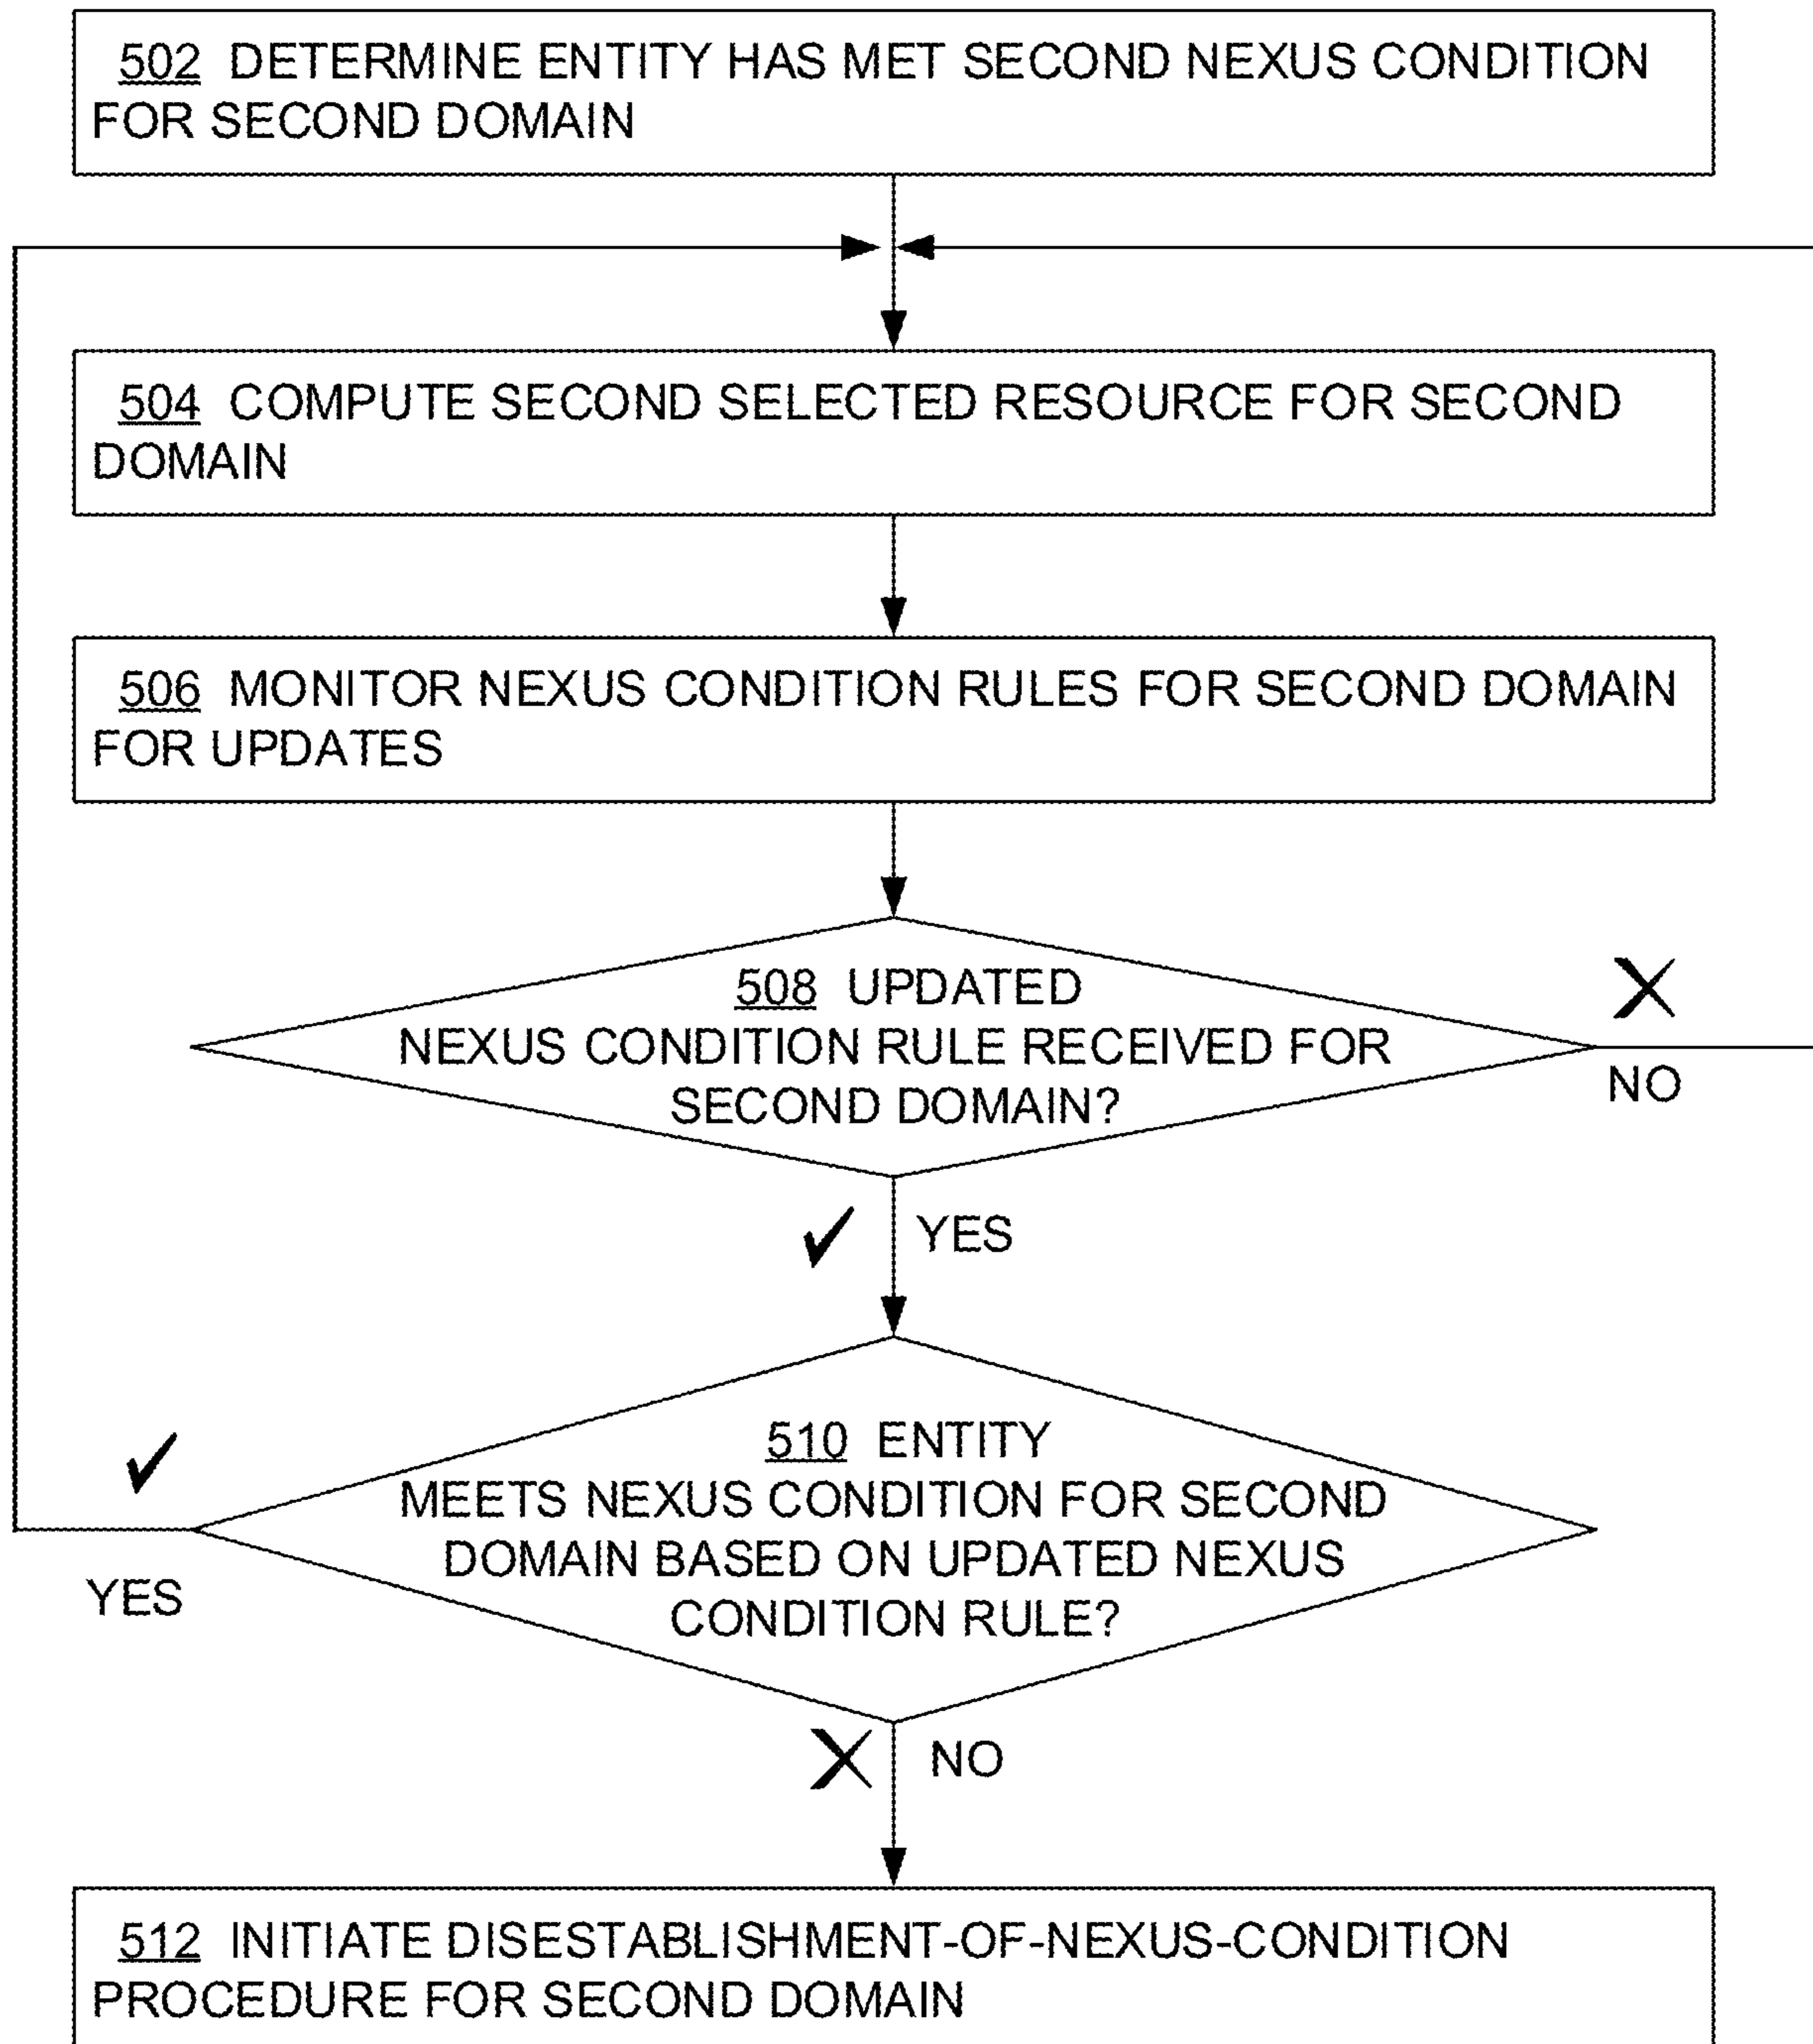 502 DETERMINE ENTITY HAS MET SECOND NEXUS CONDITION
FOR SECOND DOMAIN
504 COMPUTE SECOND SELECTED RESOURCE FOR SECOND
DOMAIN
506 MONITOR NEXUS CONDITION RULES FOR SECOND DOMAIN
FOR UPDATES
508 UPDATED
NEXUS CONDITION RULE RECEIVED FOR
SECOND DOMAIN?
NO
YES
510 ENTITY
MEETS NEXUS CONDITION FOR SECOND
DOMAIN BASED ON UPDATED NEXUS
CONDITION RULE?
YES
NO
512 INITIATE DISESTABLISHMENT-OF-NEXUS-CONDITION
PROCEDURE FOR SECOND DOMAIN